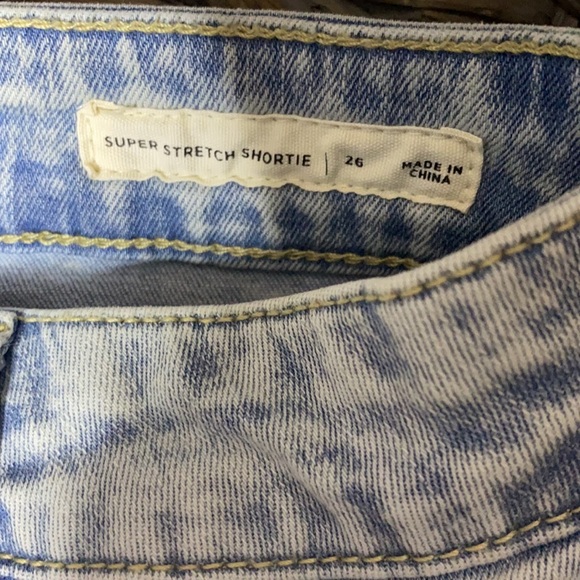 SUPER STRETCH SHORTIE | 26
MADE IN
CHINA